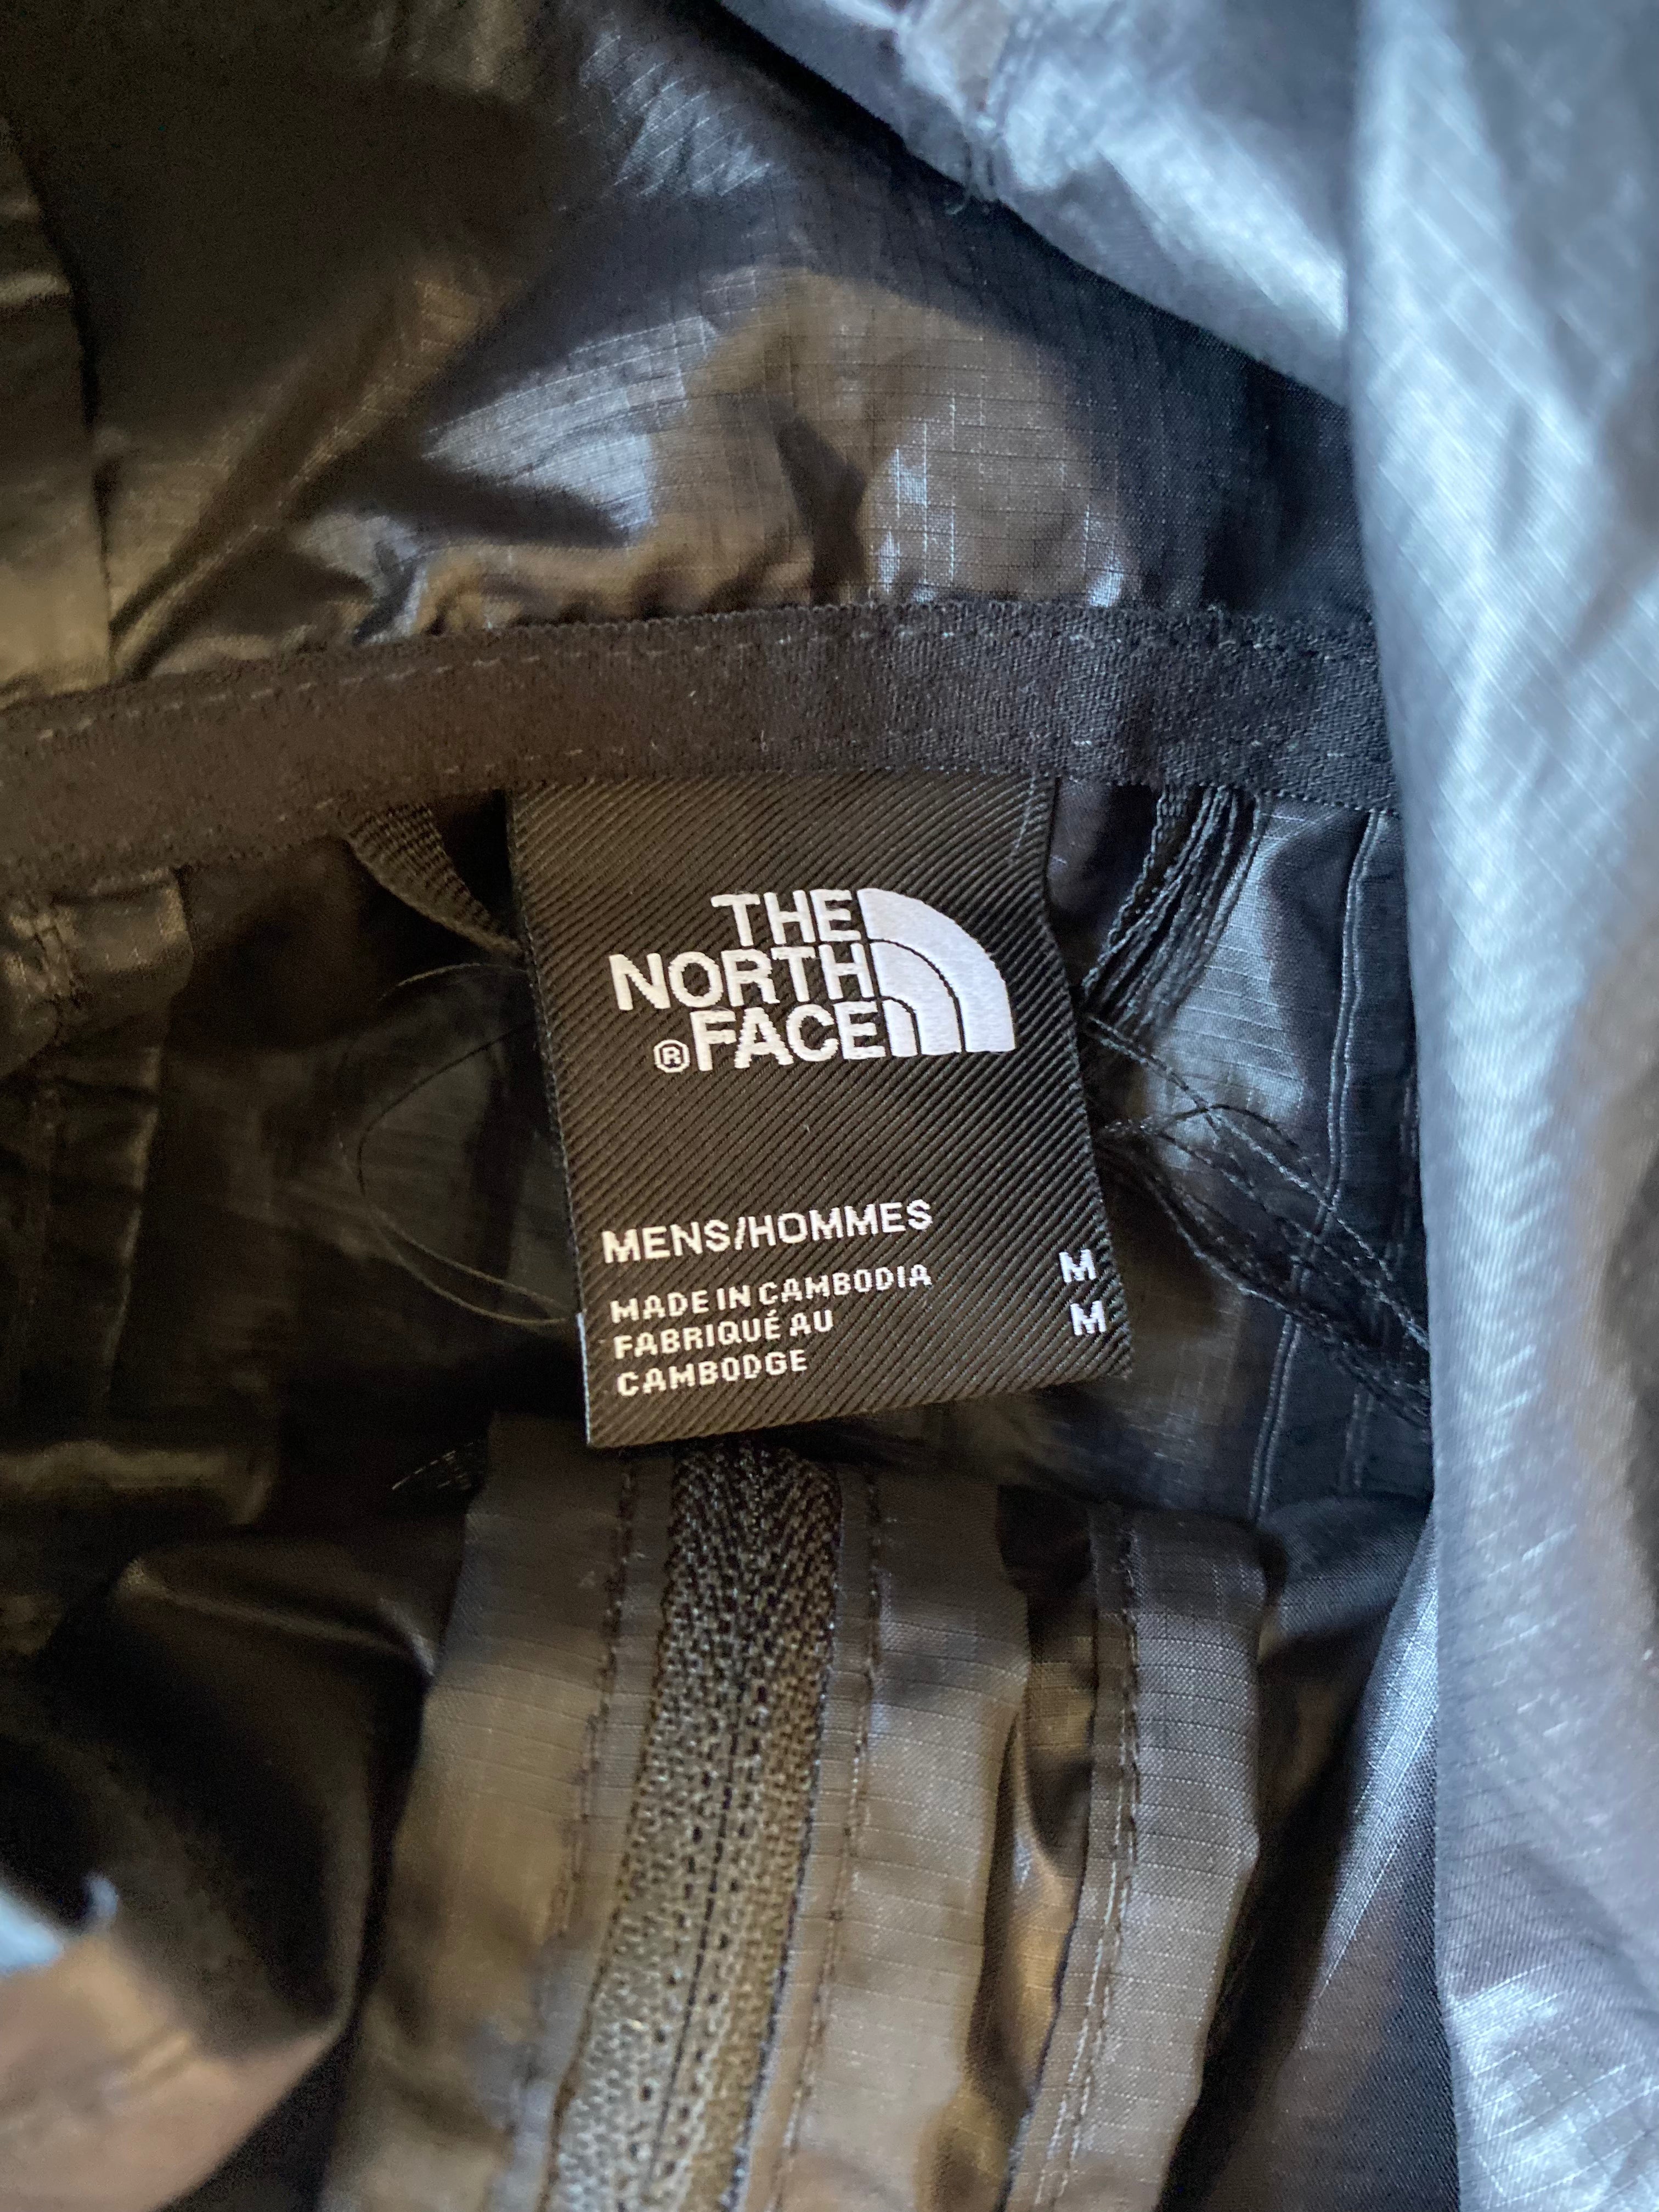 THE
NORTH
®FACE
MENS/HOMMES
MADE IN CAMBODIA M
FABRIQUÉ AU M
CAMBODGE